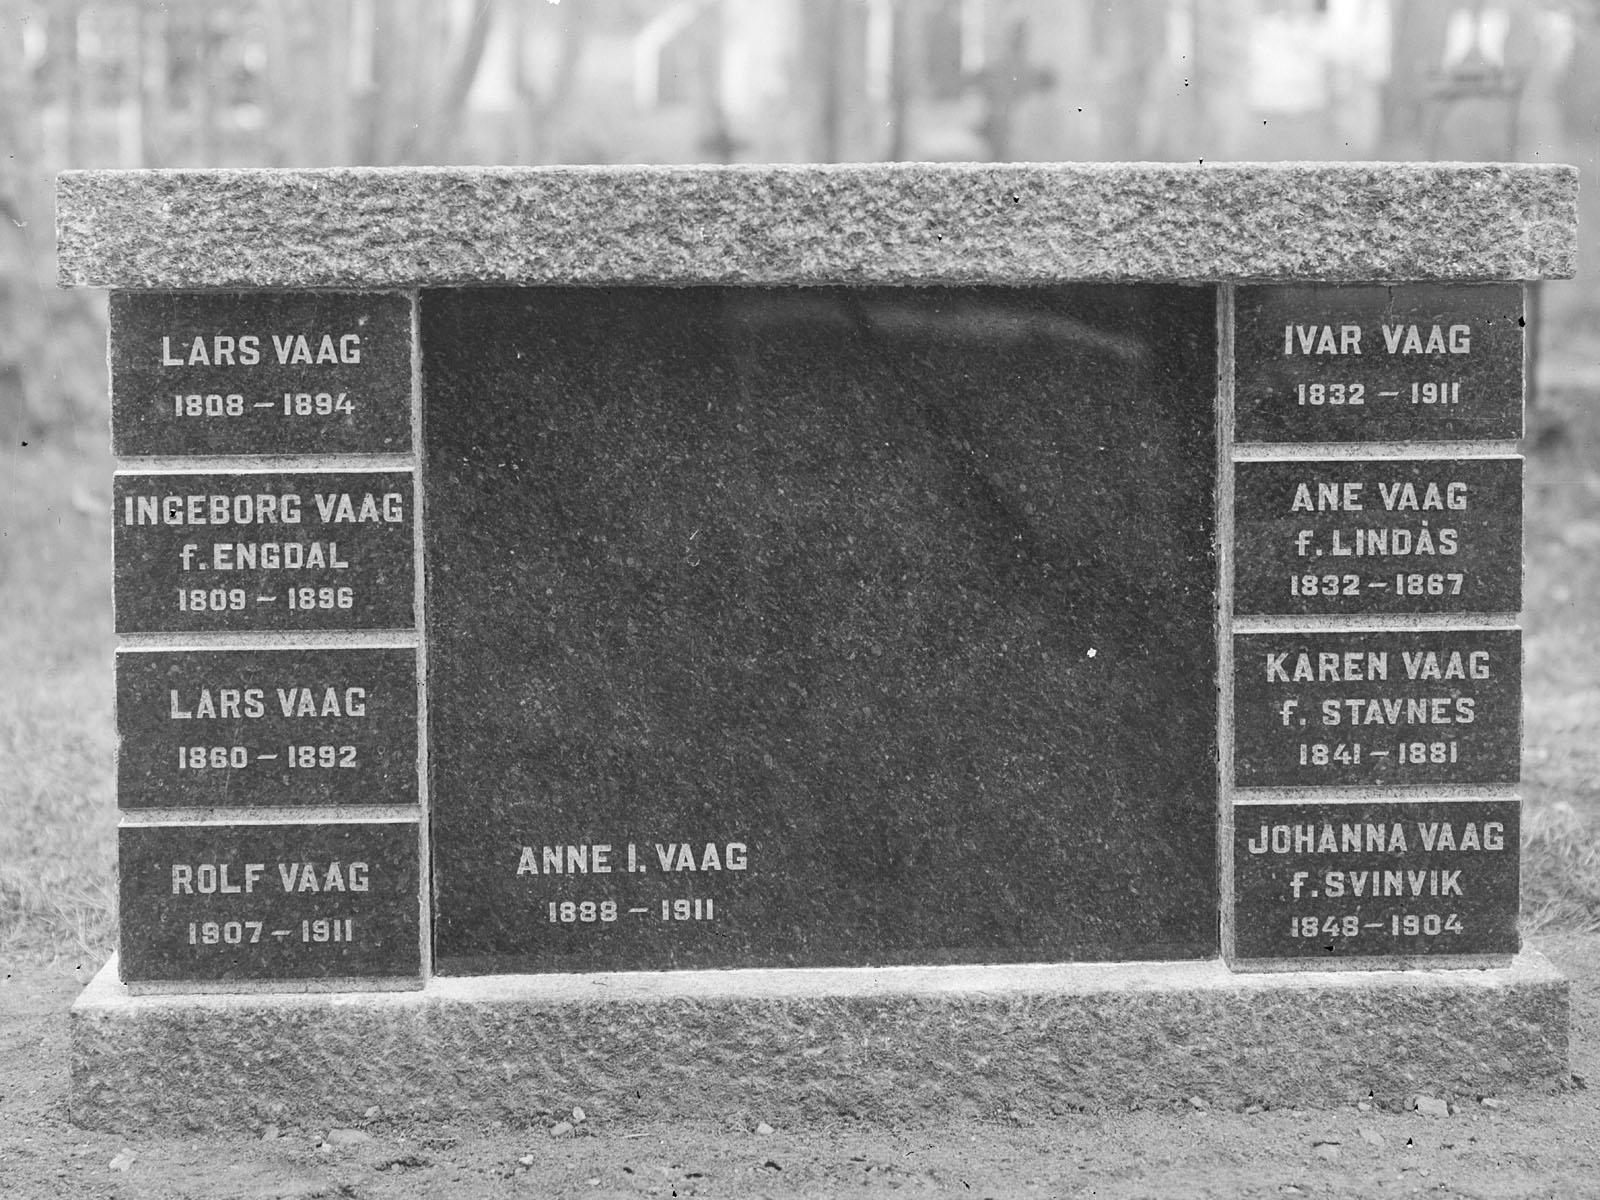 LARS VAAG
1808 – 1894
INGEBORG VAAG
f. ENGDAL
1809 – 1896
LARS VAAG
1860 – 1892
ROLF VAAG
1907 – 1911
ANNE I. VAAG
1888 – 1911
IVAR VAAG
1832 – 1911
ANE VAAG
f. LINDÅS
1832 – 1867
KAREN VAAG
f. STAVNES
1841 – 1881
JOHANNA VAAG
f. SVINVIK
1848 – 1904